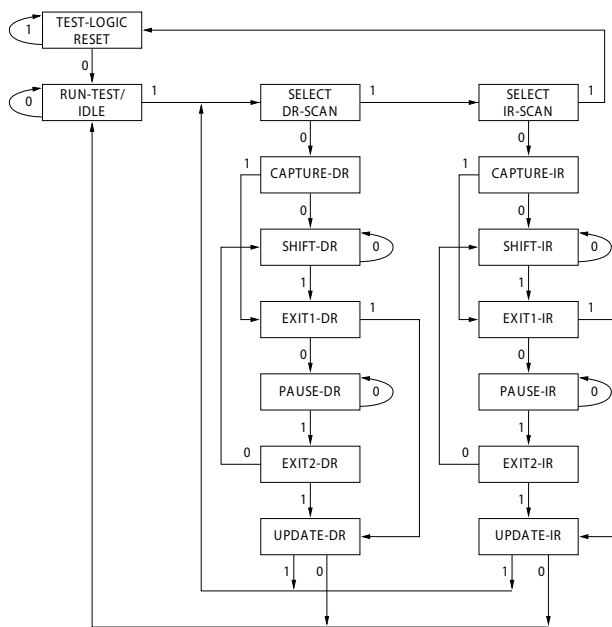 1
TEST-LOGIC
RESET
0
0
RUN-TEST/
IDLE
1
SELECT
DR-SCAN
1
SELECT
IR-SCAN
1
0
0
1
CAPTURE-DR
1
CAPTURE-IR
0
0
SHIFT-DR
0
SHIFT-IR
0
1
1
EXIT1-DR
1
EXIT1-IR
1
0
0
PAUSE-DR
0
PAUSE-IR
0
1
1
0
EXIT2-DR
0
EXIT2-IR
1
1
UPDATE-DR
UPDATE-IR
1
0
1
0